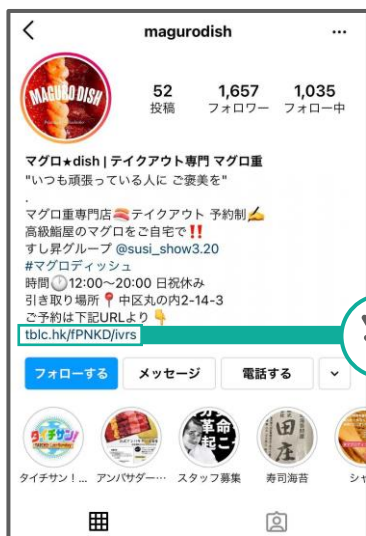 magurodish
MAGURO DISH
52
投稿
1,657
フォロワー
1,035
フォロー中
マグロ★dish | テイクアウト専門 マグロ重
"いつも頑張っている人に ご褒美を"
.
マグロ重専門店🍣テイクアウト 予約制✍️
高級鮨屋のマグロをご自宅で‼️
すし昇グループ @susi_show3.20
#マグロディッシュ
時間🕛12:00〜20:00 日祝休み
引き取り場所📍中区丸の内2-14-3
ご予約は下記URLより👇
tblc.hk/fPNKD/ivrs
フォローする
メッセージ
電話する
タイチサン!
革命
起こ
田庄
タイチサン!...
アンバサダー…
スタッフ募集
寿司海苔
シャ